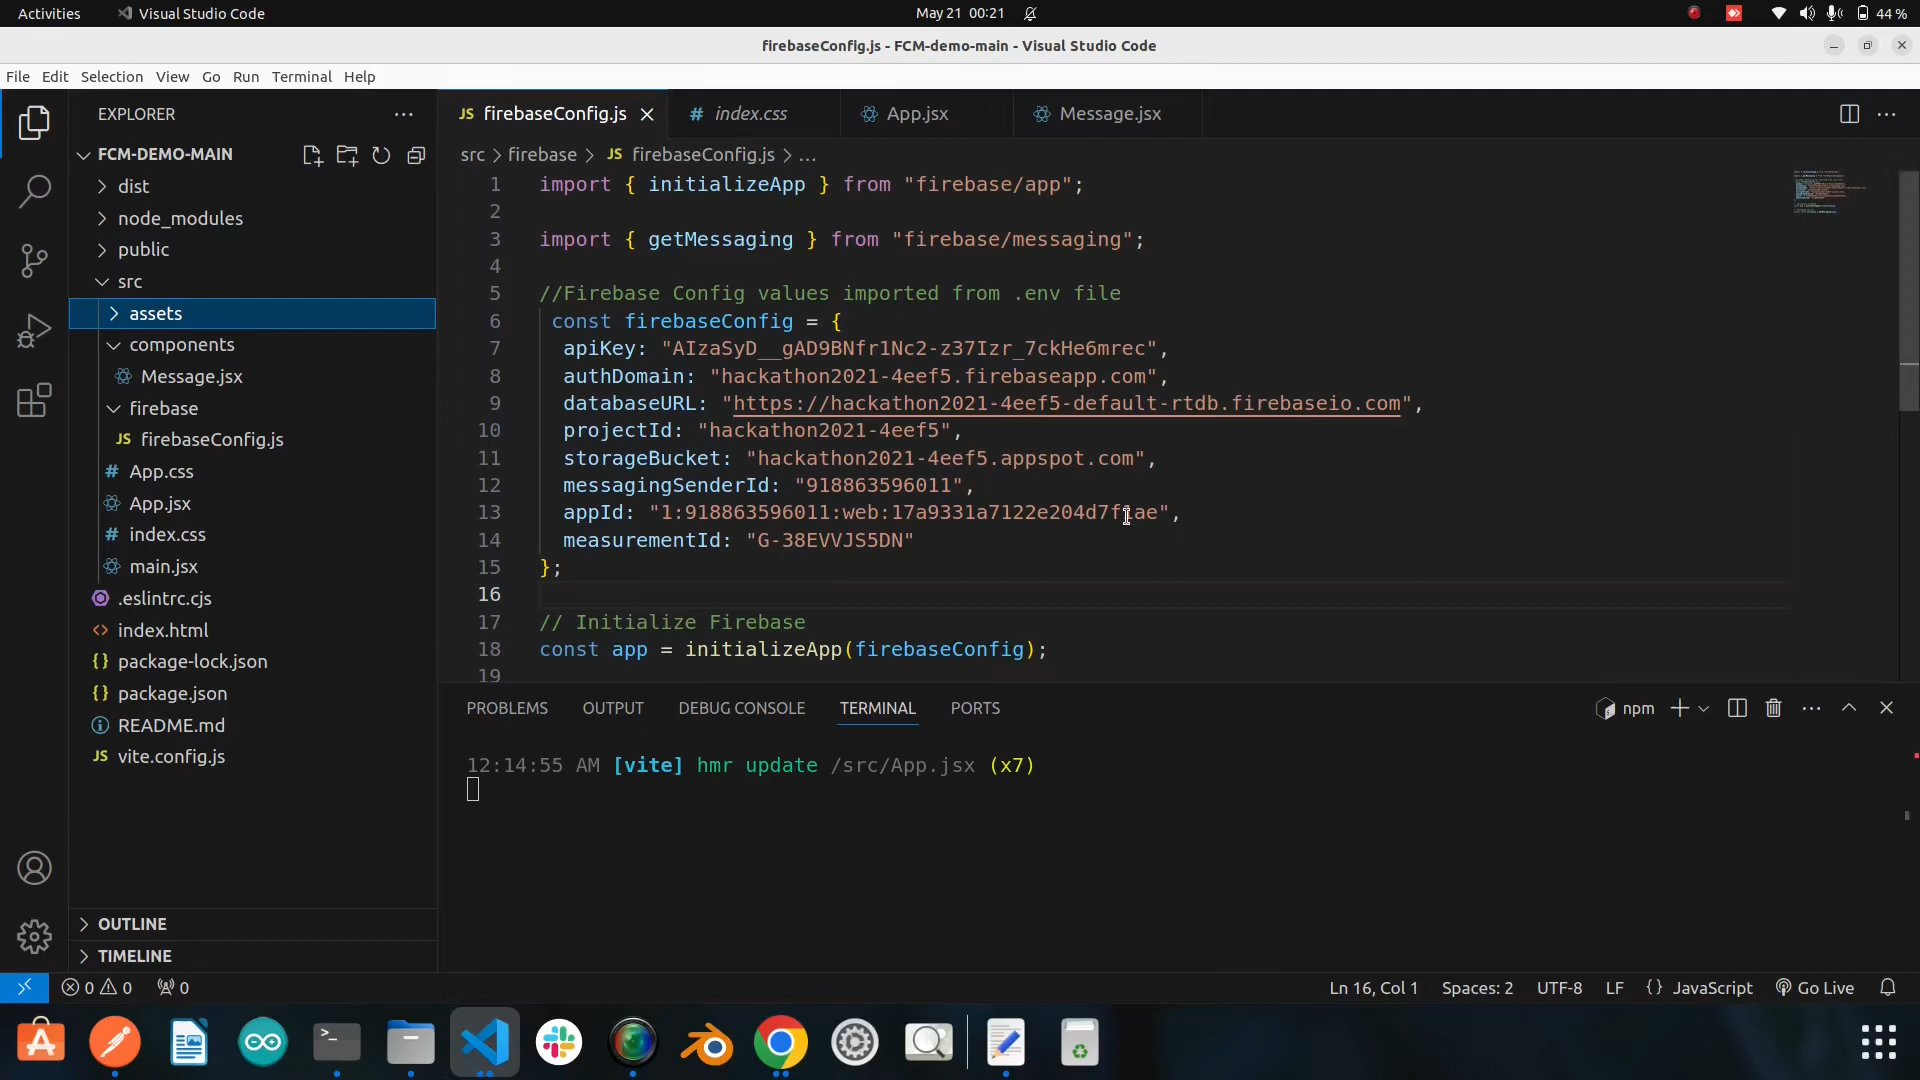 Activities
Visual Studio Code
May 21 00:21
44 %
firebaseConfig.js - FCM-demo-main - Visual Studio Code
File Edit Selection View Go Run Terminal Help
EXPLORER
FCM-DEMO-MAIN
dist
node_modules
public
src
assets
components
Message.jsx
firebase
firebaseConfig.js
App.css
App.jsx
index.css
main.jsx
.eslintrc.cjs
index.html
package-lock.json
package.json
README.md
vite.config.js
OUTLINE
TIMELINE
JS firebaseConfig.js
# index.css
App.jsx
Message.jsx
src > firebase > JS firebaseConfig.js > ...
1 import { initializeApp } from "firebase/app";
2
3 import { getMessaging } from "firebase/messaging";
4
5 //Firebase Config values imported from .env file
6 const firebaseConfig = {
7 apiKey: "AIzaSyD__gAD9BNfr1Nc2-z37Izr_7ckHe6mrec",
8 authDomain: "hackathon2021-4eef5.firebaseapp.com",
9 databaseURL: "https://hackathon2021-4eef5-default-rtdb.firebaseio.com",
10 projectId: "hackathon2021-4eef5",
11 storageBucket: "hackathon2021-4eef5.appspot.com",
12 messagingSenderId: "918863596011",
13 appId:
14 measurementId: "G-38EVVJS5DN"
15 };
16
17 // Initialize Firebase
18 const app = initializeApp(firebaseConfig);
19
PROBLEMS OUTPUT DEBUG CONSOLE TERMINAL PORTS
npm
12:14:55 AM [vite] hmr update /src/App.jsx (x7)
0 0 0
Ln 16, Col 1
Spaces: 2
UTF-8
LF
{} JavaScript
Go Live